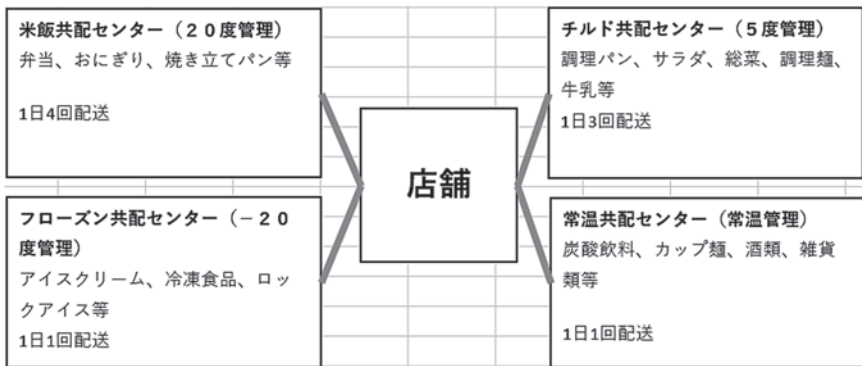 米飯共配センター（２０度管理）
弁当、おにぎり、焼き立てパン等
1日4回配送
チルド共配センター（５度管理）
調理パン、サラダ、総菜、調理麺、
牛乳等
1日3回配送
店舗
フローズン共配センター（－２０
度管理）
アイスクリーム、冷凍食品、ロッ
クアイス等
1日1回配送
常温共配センター（常温管理）
炭酸飲料、カップ麺、酒類、雑貨
類等
1日1回配送